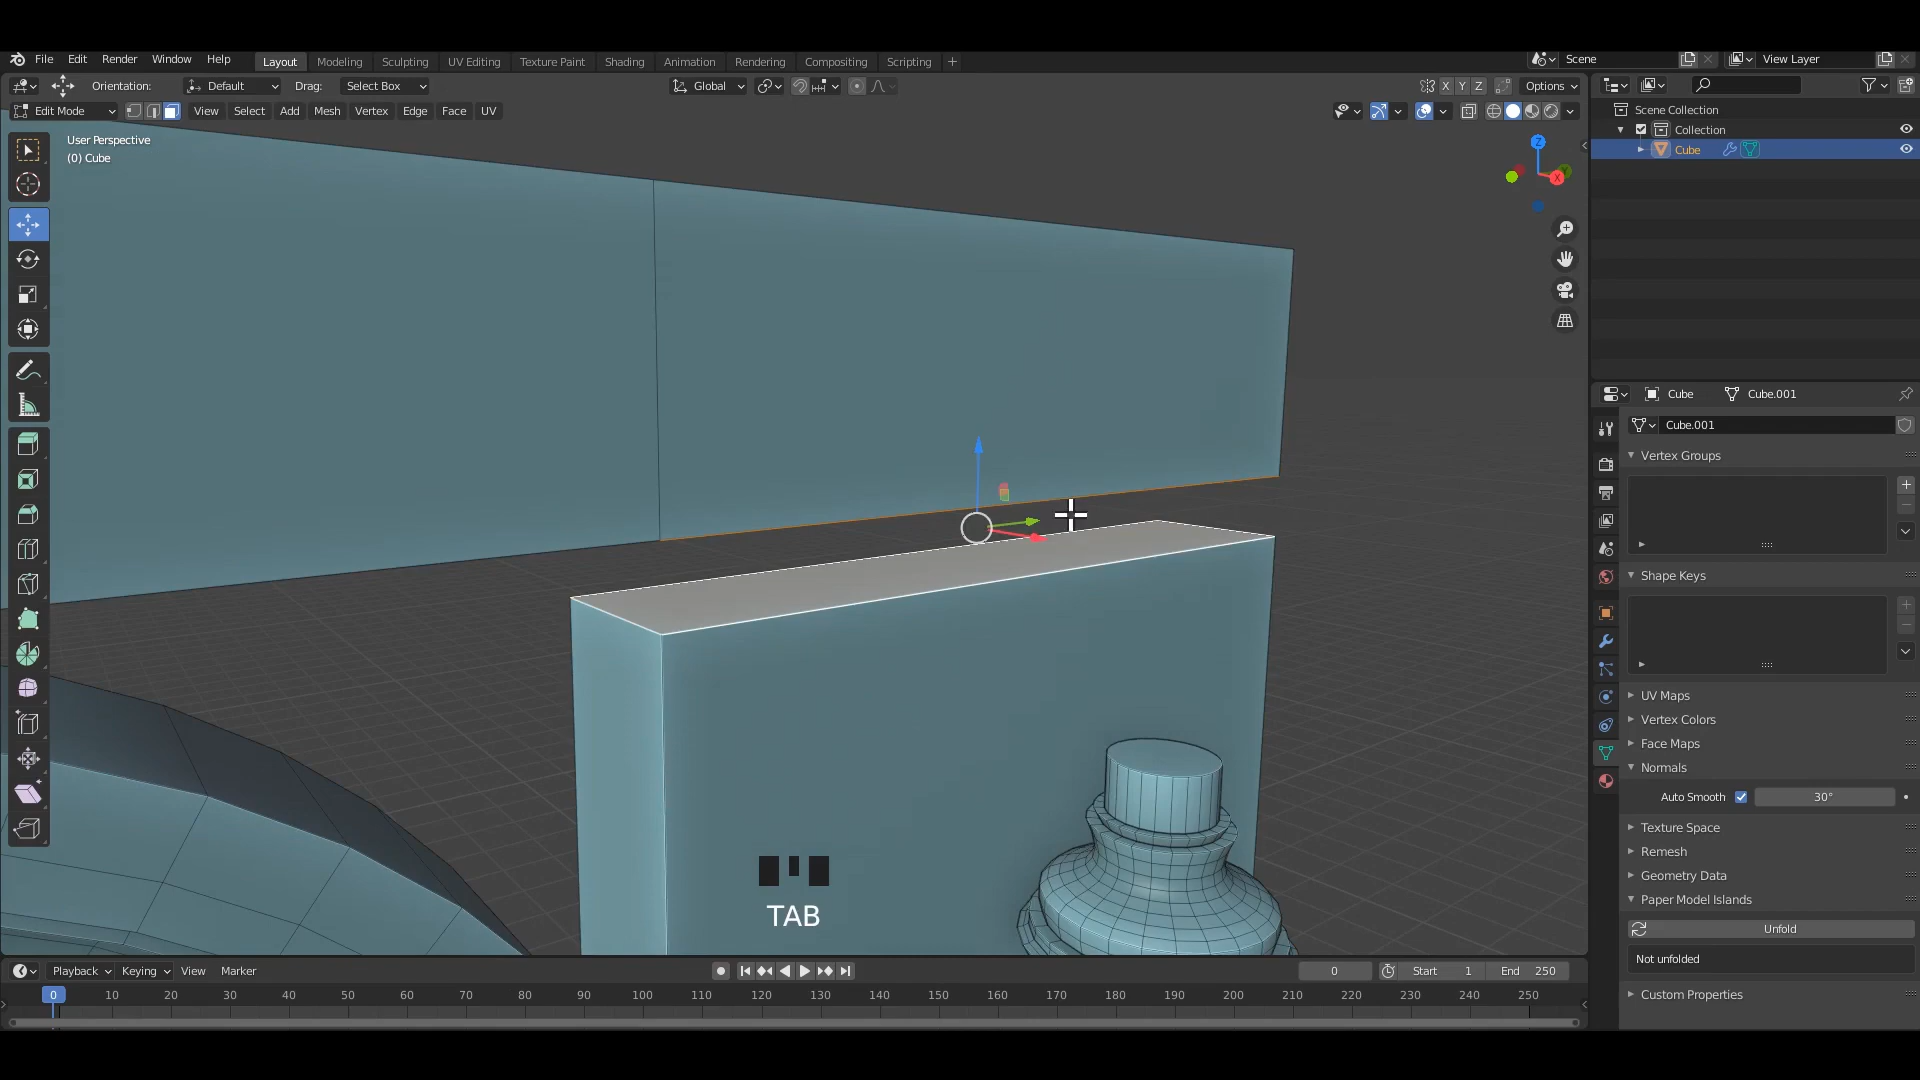 File Edit Render Window Help Layout Modeling Sculpting UV Editing Texture Paint Shading Animation Rendering Compositing Scripting + Scene View Layer
Orientation: Default Drag: Select Box Global X Y Z Options
Edit Mode View Select Add Mesh Vertex Edge Face UV
User Perspective
(0) Cube
Z
X
Scene Collection
Collection
Cube
Cube Cube.001
Cube.001
Vertex Groups
Shape Keys
UV Maps
Vertex Colors
Face Maps
Normals
Auto Smooth 30°
Texture Space
Remesh
Geometry Data
Paper Model Islands
Unfold
Not unfolded
Custom Properties
TAB
Playback Keying View Marker 0 Start 1 End 250
0 10 20 30 40 50 60 70 80 90 100 110 120 130 140 150 160 170 180 190 200 210 220 230 240 250